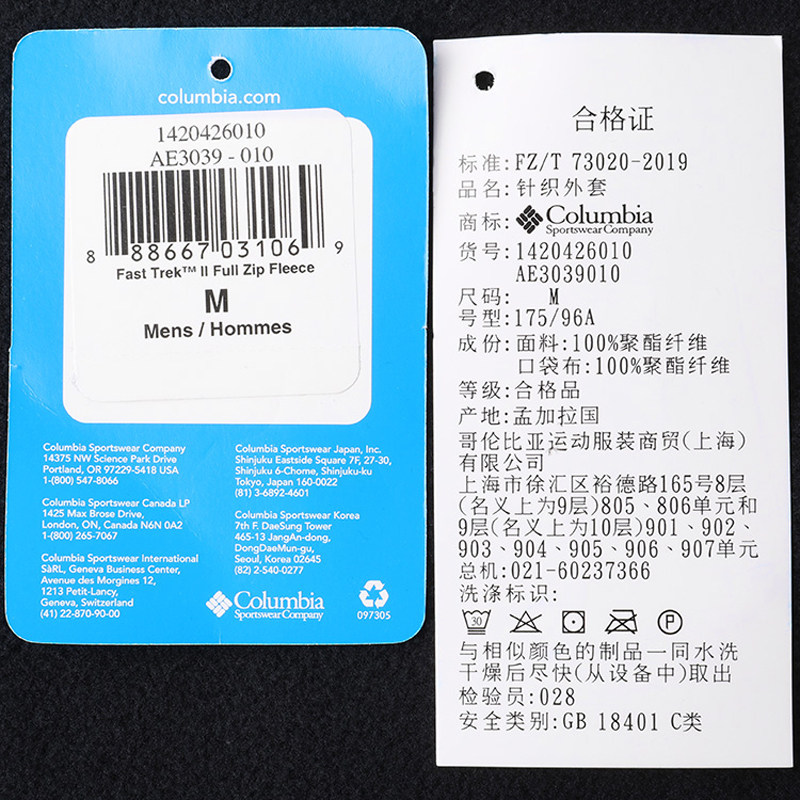 columbia.com
1420426010
AE3039 - 010
8 88667 03106 9
Fast Trek™ II Full Zip Fleece
M
Mens / Hommes
Columbia Sportswear Company
14375 NW Science Park Drive
Portland, OR 97229-5418 USA
1-(800) 547-8066
Columbia Sportswear Canada LP
1425 Max Brose Drive,
London, ON, Canada N6N 0A2
1-(800) 265-7067
Columbia Sportswear International
SàRL, Geneva Business Center,
Avenue des Morgines 12,
1213 Petit-Lancy,
Geneva, Switzerland
(41) 22-870-90-00
Columbia Sportswear Japan, Inc.
Shinjuku Eastside Square 7F, 27-30,
Shinjuku 6-Chome, Shinjuku-ku
Tokyo, Japan 160-0022
(81) 3-6892-4601
Columbia Sportswear Korea
7th F. DaeSung Tower
465-13 JangAn-dong,
DongDaeMun-gu,
Seoul, Korea 02645
(82) 2-540-0277
Columbia
Sportswear Company
097305
合格证
标准:FZ/T 73020-2019
品名:针织外套
商标:Columbia
Sportswear Company
货号:1420426010
AE3039010
尺码: M
号型:175/96A
成份:面料:100%聚酯纤维
口袋布:100%聚酯纤维
等级:合格品
产地:孟加拉国
哥伦比亚运动服装商贸(上海)
有限公司
上海市徐汇区裕德路165号8层
(名义上为9层)805、806单元和
9层(名义上为10层)901、902、
903、904、905、906、907单元
总机:021-60237366
洗涤标识:
30
P
与相似颜色的制品一同水洗
干燥后尽快(从设备中)取出
检验员:028
安全类别:GB 18401 C类